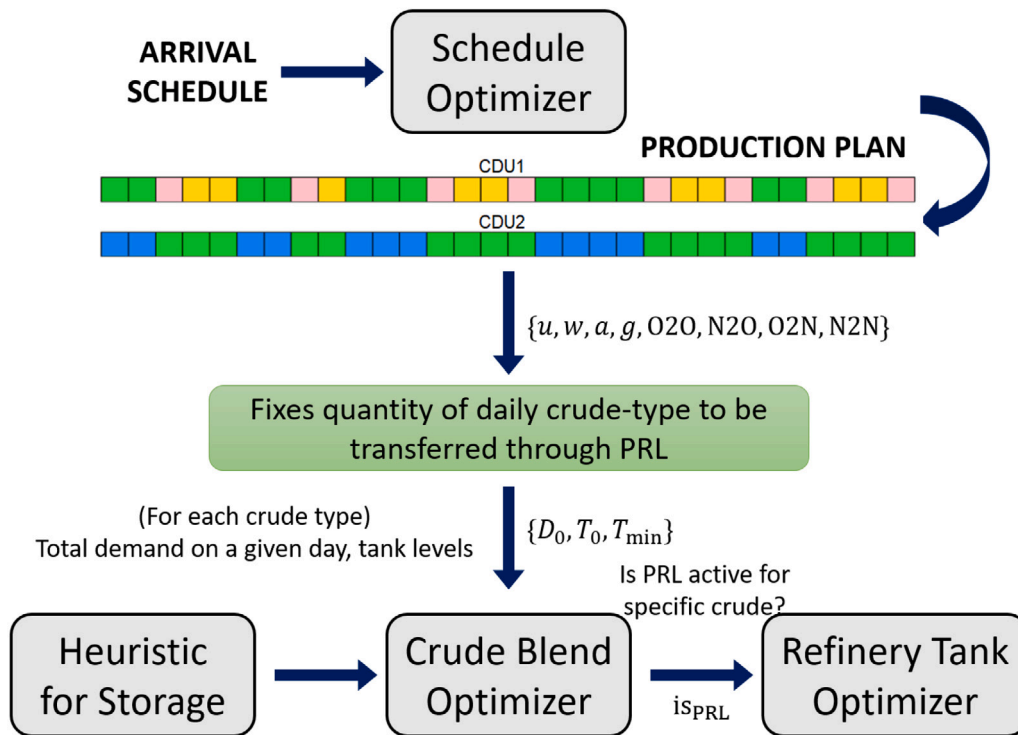 ARRIVAL
SCHEDULE
Schedule
Optimizer
PRODUCTION PLAN
CDU1
CDU2
{u, w, a, g, O2O, N2O, O2N, N2N}
Fixes quantity of daily crude-type to be
transferred through PRL
(For each crude type)
Total demand on a given day, tank levels
{D₀, T₀, Tₘᵢₙ}
Is PRL active for
specific crude?
Heuristic
for Storage
Crude Blend
Optimizer
is_PRL
Refinery Tank
Optimizer